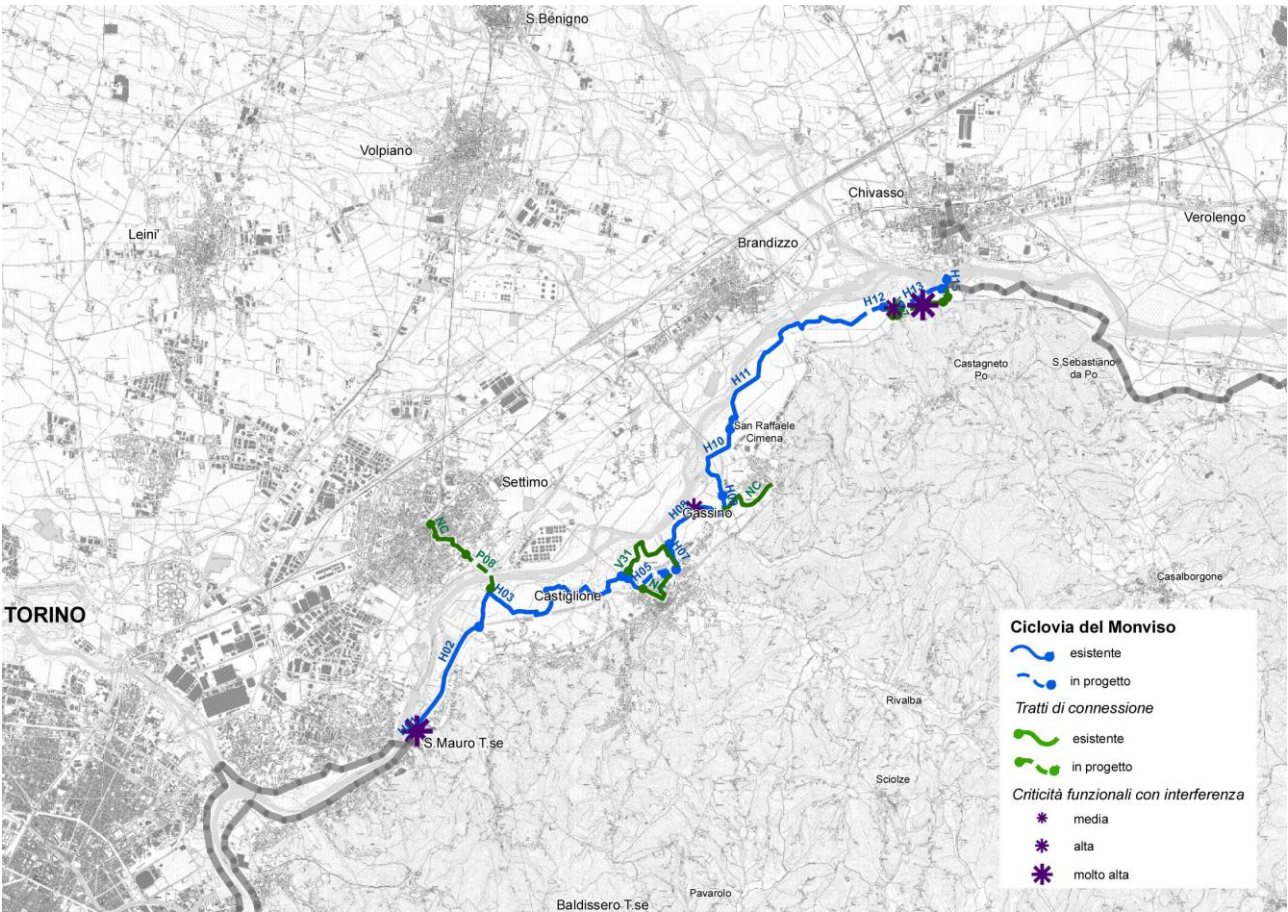 S.Benigno
Volpiano
Chivasso
Verolengo
Leini'
Brandizzo
H15
H13
H12
Castagneto
Po
S.Sebastiano
da Po
H11
San Raffaele
Cimena
H10
Settimo
NC
H08
Gassino
NC
P08
V31
H07
H05
H03
Castiglione
Casalborgone
TORINO
H02
S.Mauro T.se
Rivalba
Sciolze
Pavarolo
Baldissero T.se
Ciclovia del Monviso
esistente
in progetto
Tratti di connessione
esistente
in progetto
Criticità funzionali con interferenza
media
alta
molto alta